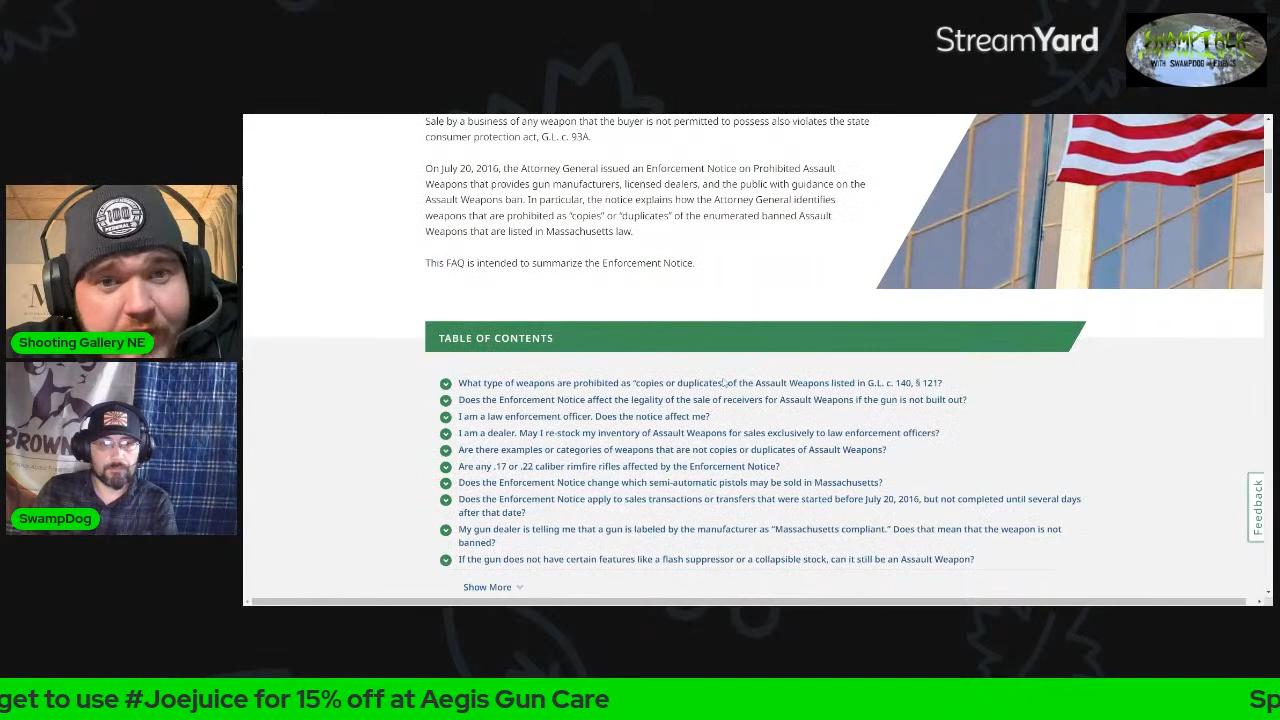 StreamYard
SWAMPTALK
WITH SWAMPDOG & FRIENDS
Sale by a business of any weapon that the buyer is not permitted to possess also violates the state
consumer protection act, G.L. c. 93A.
On July 20, 2016, the Attorney General issued an Enforcement Notice on Prohibited Assault
Weapons that provides gun manufacturers, licensed dealers, and the public with guidance on the
Assault Weapons ban. In particular, the notice explains how the Attorney General identifies
weapons that are prohibited as “copies” or “duplicates” of the enumerated banned Assault
Weapons that are listed in Massachusetts law.
This FAQ is intended to summarize the Enforcement Notice.
TABLE OF CONTENTS
What type of weapons are prohibited as “copies or duplicates” of the Assault Weapons listed in G.L. c. 140, § 121?
Does the Enforcement Notice affect the legality of the sale of receivers for Assault Weapons if the gun is not built out?
I am a law enforcement officer. Does the notice affect me?
I am a dealer. May I re-stock my inventory of Assault Weapons for sales exclusively to law enforcement officers?
Are there examples or categories of weapons that are not copies or duplicates of Assault Weapons?
Are any .17 or .22 caliber rimfire rifles affected by the Enforcement Notice?
Does the Enforcement Notice change which semi-automatic pistols may be sold in Massachusetts?
Does the Enforcement Notice apply to sales transactions or transfers that were started before July 20, 2016, but not completed until several days
after that date?
My gun dealer is telling me that a gun is labeled by the manufacturer as “Massachusetts compliant.” Does that mean that the weapon is not
banned?
If the gun does not have certain features like a flash suppressor or a collapsible stock, can it still be an Assault Weapon?
Show More
Feedback
100
FEDERAL
Shooting Gallery NE
BROWN
SwampDog
get to use #Joejuice for 15% off at Aegis Gun Care
Sp